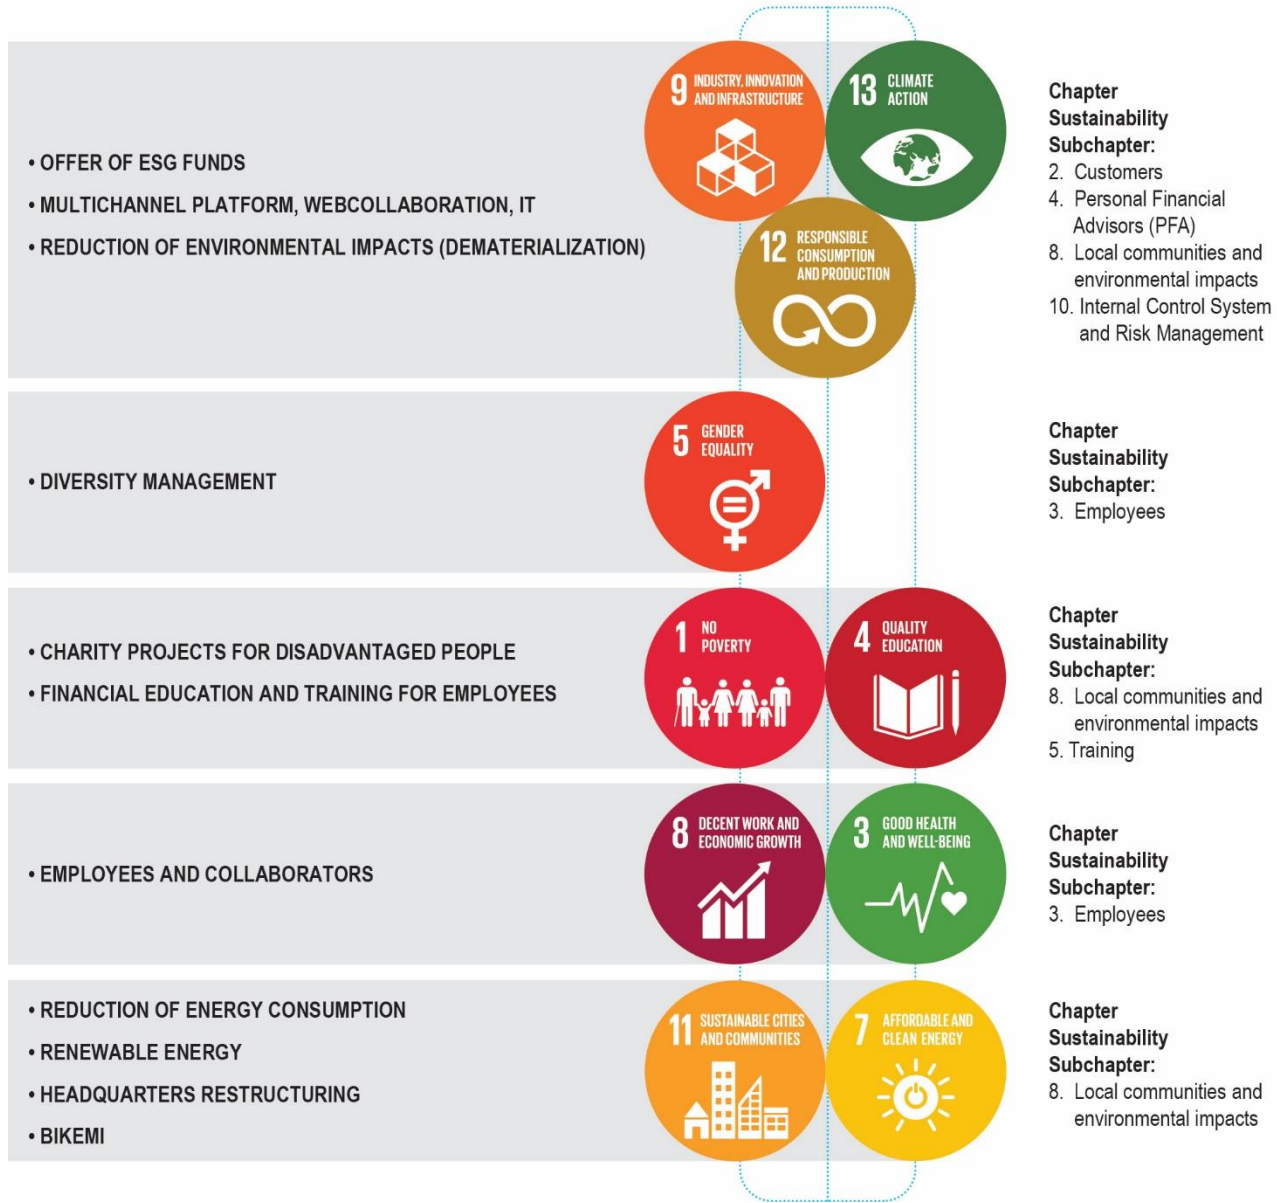 • OFFER OF ESG FUNDS
• MULTICHANNEL PLATFORM, WEBCOLLABORATION, IT
• REDUCTION OF ENVIRONMENTAL IMPACTS (DEMATERIALIZATION)
9 INDUSTRY, INNOVATION
AND INFRASTRUCTURE
13 CLIMATE
ACTION
12 RESPONSIBLE
CONSUMPTION
AND PRODUCTION
Chapter
Sustainability
Subchapter:
2. Customers
4. Personal Financial
Advisors (PFA)
8. Local communities and
environmental impacts
10. Internal Control System
and Risk Management
• DIVERSITY MANAGEMENT
5 GENDER
EQUALITY
Chapter
Sustainability
Subchapter:
3. Employees
• CHARITY PROJECTS FOR DISADVANTAGED PEOPLE
• FINANCIAL EDUCATION AND TRAINING FOR EMPLOYEES
1 NO
POVERTY
4 QUALITY
EDUCATION
Chapter
Sustainability
Subchapter:
8. Local communities and
environmental impacts
5. Training
• EMPLOYEES AND COLLABORATORS
8 DECENT WORK AND
ECONOMIC GROWTH
3 GOOD HEALTH
AND WELL-BEING
Chapter
Sustainability
Subchapter:
3. Employees
• REDUCTION OF ENERGY CONSUMPTION
• RENEWABLE ENERGY
• HEADQUARTERS RESTRUCTURING
• BIKEMI
11 SUSTAINABLE CITIES
AND COMMUNITIES
7 AFFORDABLE AND
CLEAN ENERGY
Chapter
Sustainability
Subchapter:
8. Local communities and
environmental impacts